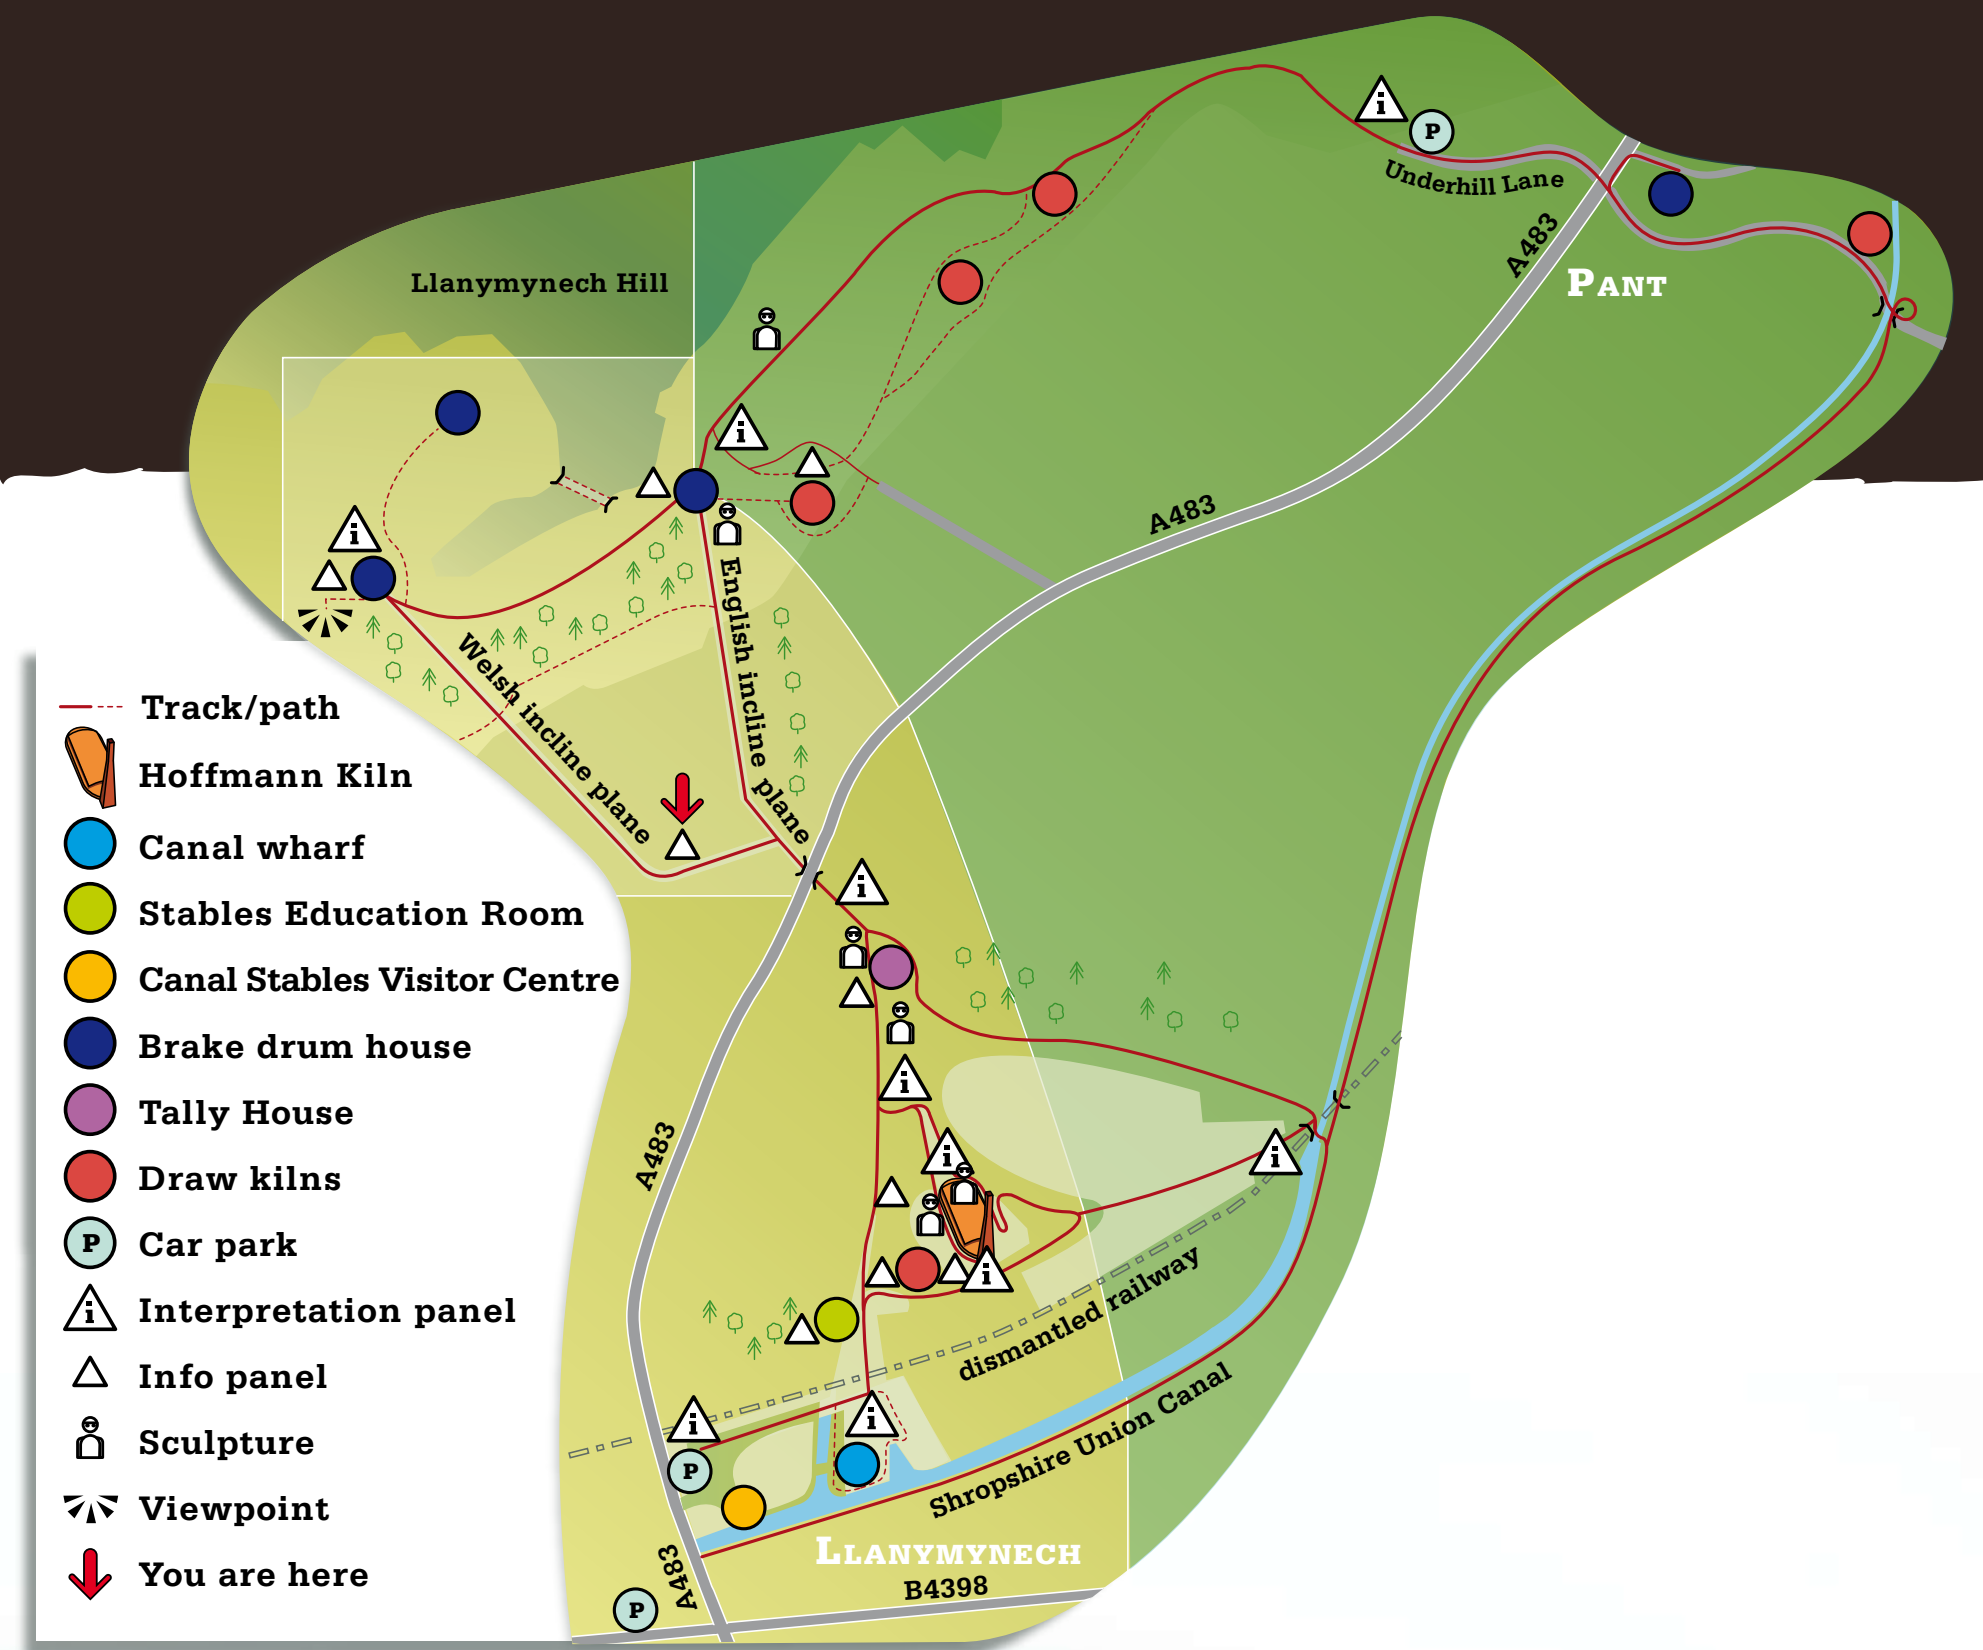 Llanymynech Hill
i
P
Underhill Lane
A483
PANT
i
A483
i
English incline plane
Welsh incline plane
i
A483
i
i
i
i
dismantled railway
i
i
P
Shropshire Union Canal
LLANYMYNECH
A483
B4398
P
Track/path
Hoffmann Kiln
Canal wharf
Stables Education Room
Canal Stables Visitor Centre
Brake drum house
Tally House
Draw kilns
P Car park
i Interpretation panel
Info panel
Sculpture
Viewpoint
You are here